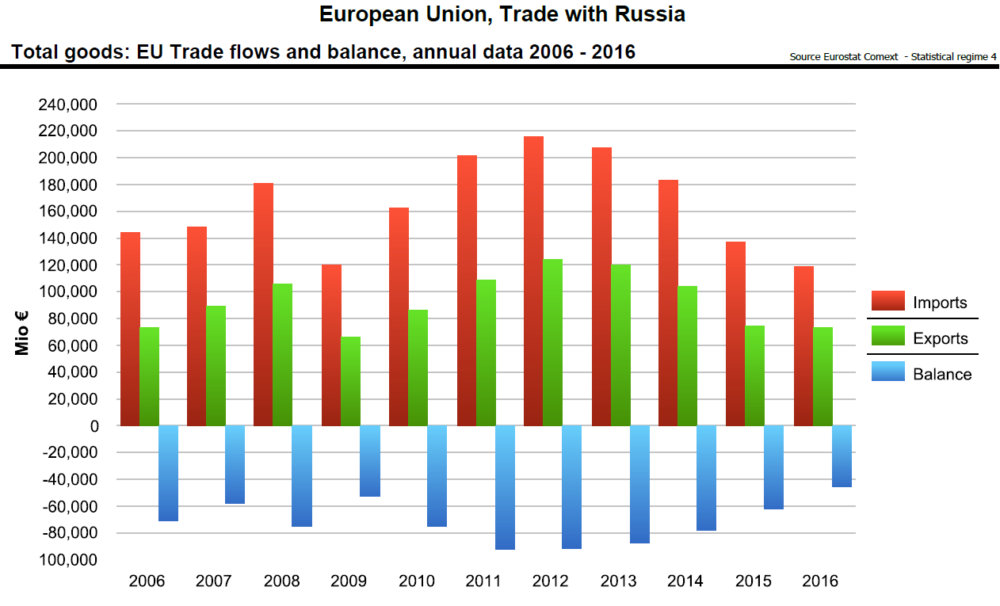 European Union, Trade with Russia
Total goods: EU Trade flows and balance, annual data 2006 - 2016
Source Eurostat Comext - Statistical regime 4
240,000
220,000
200,000
180,000
160,000
140,000
120,000
100,000
80,000
60,000
40,000
20,000
0
-20,000
-40,000
-60,000
-80,000
100,000
Mio €
2006 2007 2008 2009 2010 2011 2012 2013 2014 2015 2016
Imports
Exports
Balance